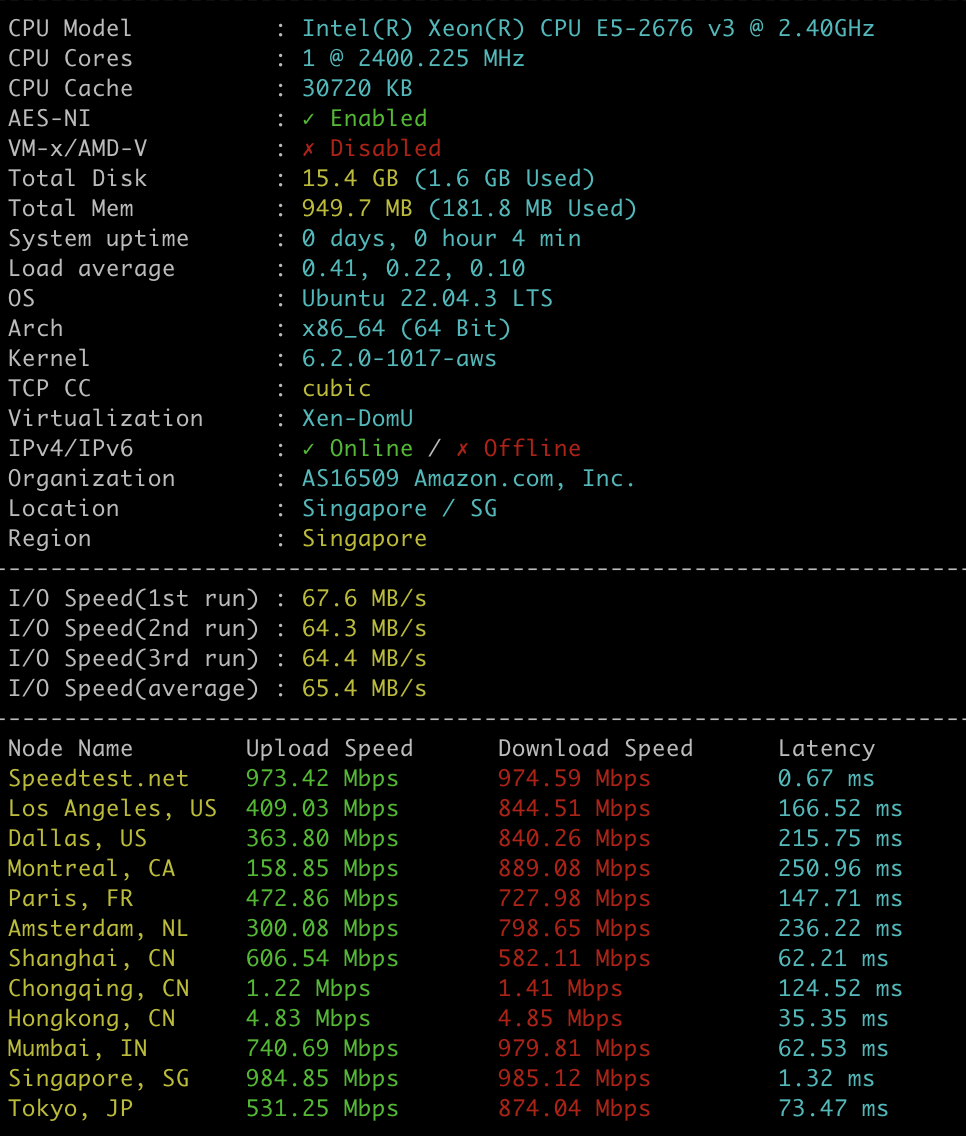 CPU Model          : Intel(R) Xeon(R) CPU E5-2676 v3 @ 2.40GHz
CPU Cores          : 1 @ 2400.225 MHz
CPU Cache          : 30720 KB
AES-NI             : ✓ Enabled
VM-x/AMD-V         : ✗ Disabled
Total Disk         : 15.4 GB (1.6 GB Used)
Total Mem          : 949.7 MB (181.8 MB Used)
System uptime      : 0 days, 0 hour 4 min
Load average       : 0.41, 0.22, 0.10
OS                 : Ubuntu 22.04.3 LTS
Arch               : x86_64 (64 Bit)
Kernel             : 6.2.0-1017-aws
TCP CC             : cubic
Virtualization     : Xen-DomU
IPv4/IPv6          : ✓ Online / ✗ Offline
Organization       : AS16509 Amazon.com, Inc.
Location           : Singapore / SG
Region             : Singapore
----------------------------------------------------------------------
I/O Speed(1st run) : 67.6 MB/s
I/O Speed(2nd run) : 64.3 MB/s
I/O Speed(3rd run) : 64.4 MB/s
I/O Speed(average) : 65.4 MB/s
----------------------------------------------------------------------
Node Name        Upload Speed      Download Speed      Latency
Speedtest.net    973.42 Mbps       974.59 Mbps         0.67 ms
Los Angeles, US  409.03 Mbps       844.51 Mbps         166.52 ms
Dallas, US       363.80 Mbps       840.26 Mbps         215.75 ms
Montreal, CA     158.85 Mbps       889.08 Mbps         250.96 ms
Paris, FR        472.86 Mbps       727.98 Mbps         147.71 ms
Amsterdam, NL    300.08 Mbps       798.65 Mbps         236.22 ms
Shanghai, CN     606.54 Mbps       582.11 Mbps         62.21 ms
Chongqing, CN    1.22 Mbps         1.41 Mbps           124.52 ms
Hongkong, CN     4.83 Mbps         4.85 Mbps           35.35 ms
Mumbai, IN       740.69 Mbps       979.81 Mbps         62.53 ms
Singapore, SG    984.85 Mbps       985.12 Mbps         1.32 ms
Tokyo, JP        531.25 Mbps       874.04 Mbps         73.47 ms